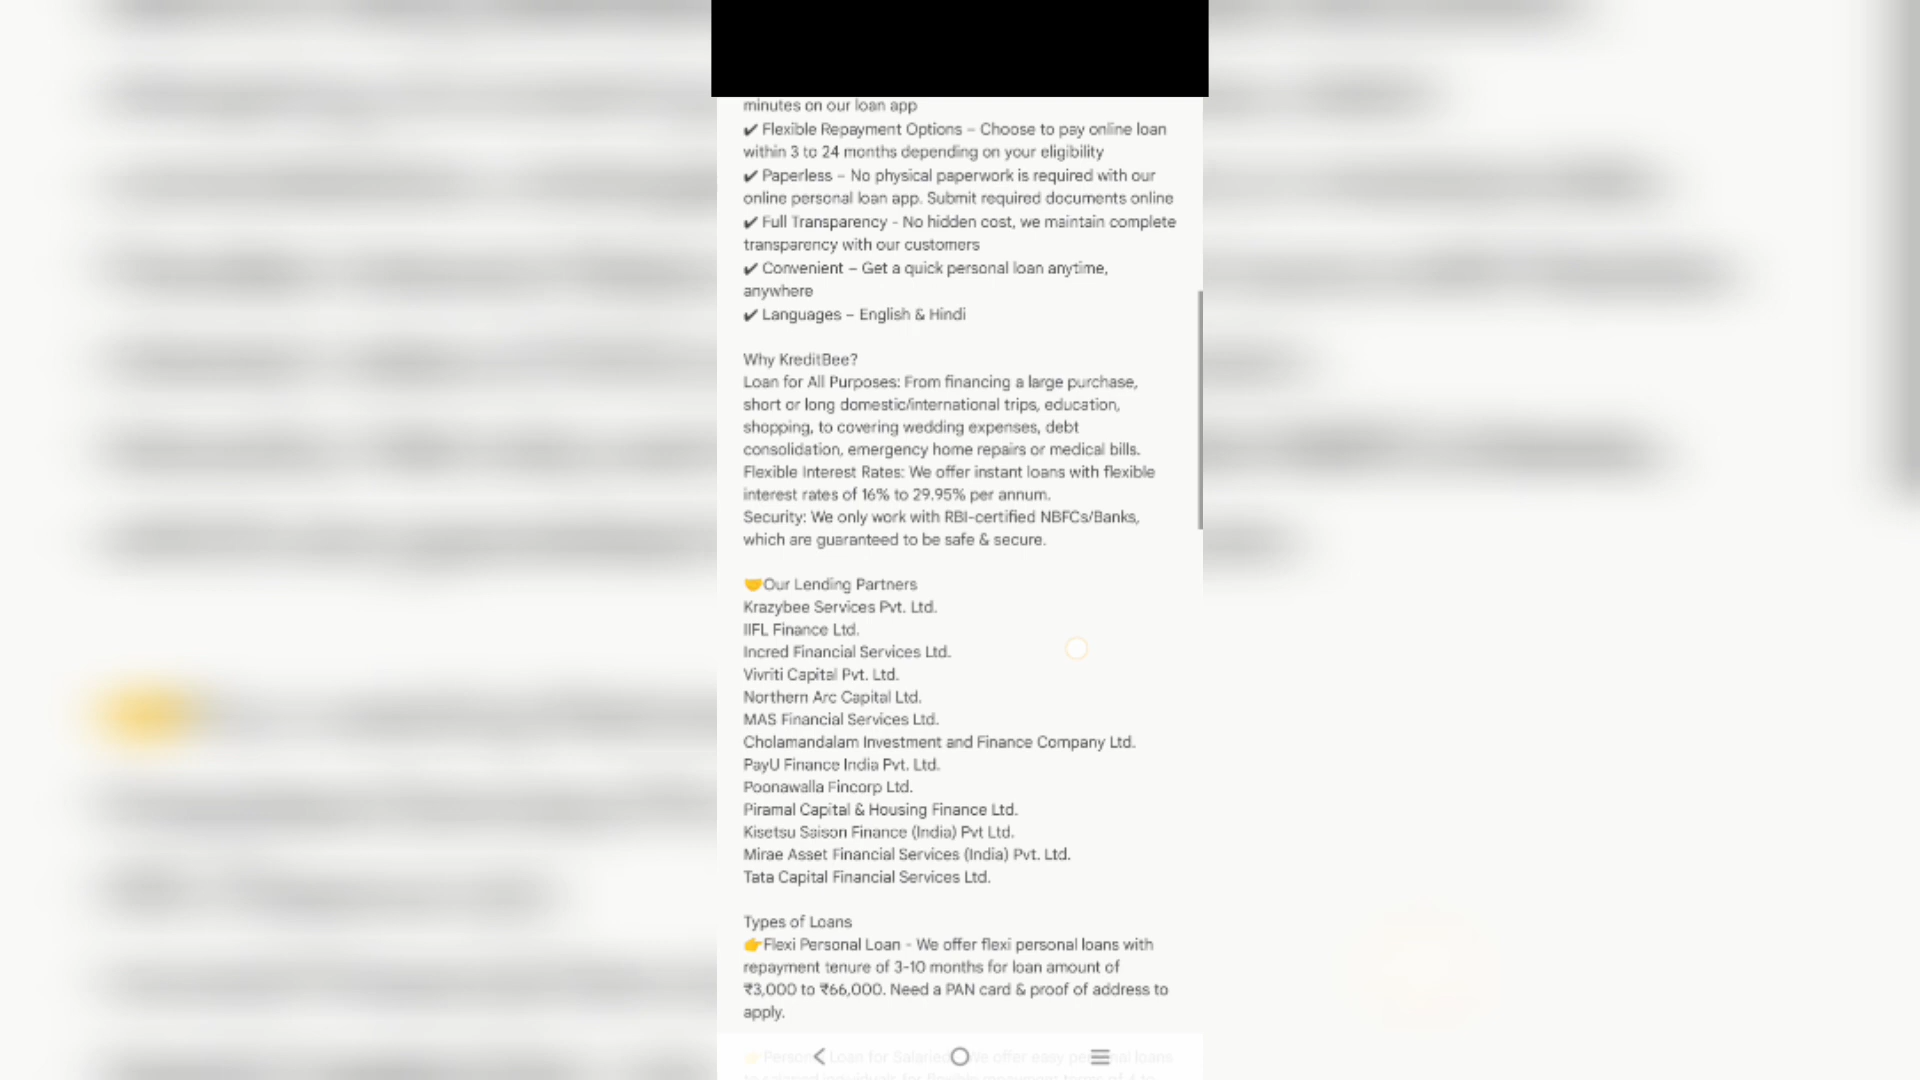 minutes on our loan app
✔ Flexible Repayment Options – Choose to pay online loan
within 3 to 24 months depending on your eligibility
✔ Paperless – No physical paperwork is required with our
online personal loan app. Submit required documents online
✔ Full Transparency - No hidden cost, we maintain complete
transparency with our customers
✔ Convenient – Get a quick personal loan anytime,
anywhere
✔ Languages – English & Hindi
Why KreditBee?
Loan for All Purposes: From financing a large purchase,
short or long domestic/international trips, education,
shopping, to covering wedding expenses, debt
consolidation, emergency home repairs or medical bills.
Flexible Interest Rates: We offer instant loans with flexible
interest rates of 16% to 29.95% per annum.
Security: We only work with RBI-certified NBFCs/Banks,
which are guaranteed to be safe & secure.
🤝Our Lending Partners
Krazybee Services Pvt. Ltd.
IIFL Finance Ltd.
Incred Financial Services Ltd.
Vivriti Capital Pvt. Ltd.
Northern Arc Capital Ltd.
MAS Financial Services Ltd.
Cholamandalam Investment and Finance Company Ltd.
PayU Finance India Pvt. Ltd.
Poonawalla Fincorp Ltd.
Piramal Capital & Housing Finance Ltd.
Kisetsu Saison Finance (India) Pvt Ltd.
Mirae Asset Financial Services (India) Pvt. Ltd.
Tata Capital Financial Services Ltd.
Types of Loans
👉Flexi Personal Loan - We offer flexi personal loans with
repayment tenure of 3-10 months for loan amount of
₹3,000 to ₹66,000. Need a PAN card & proof of address to
apply.
Loan for Salaried We offer easy personal loans